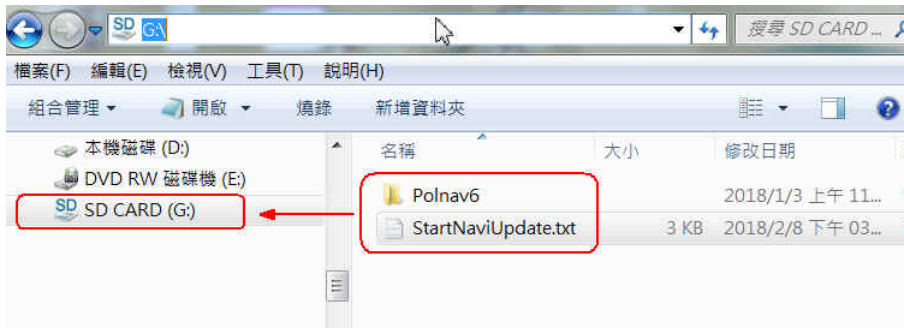 SD G:\ 搜尋 SD CARD ...
檔案(F) 編輯(E) 檢視(V) 工具(T) 說明(H)
組合管理 開啟 燒錄 新增資料夾
本機磁碟 (D:)
DVD RW 磁碟機 (E:)
SD SD CARD (G:)
名稱 大小 修改日期
Polnav6 2018/1/3 上午 11...
StartNaviUpdate.txt 3 KB 2018/2/8 下午 03...